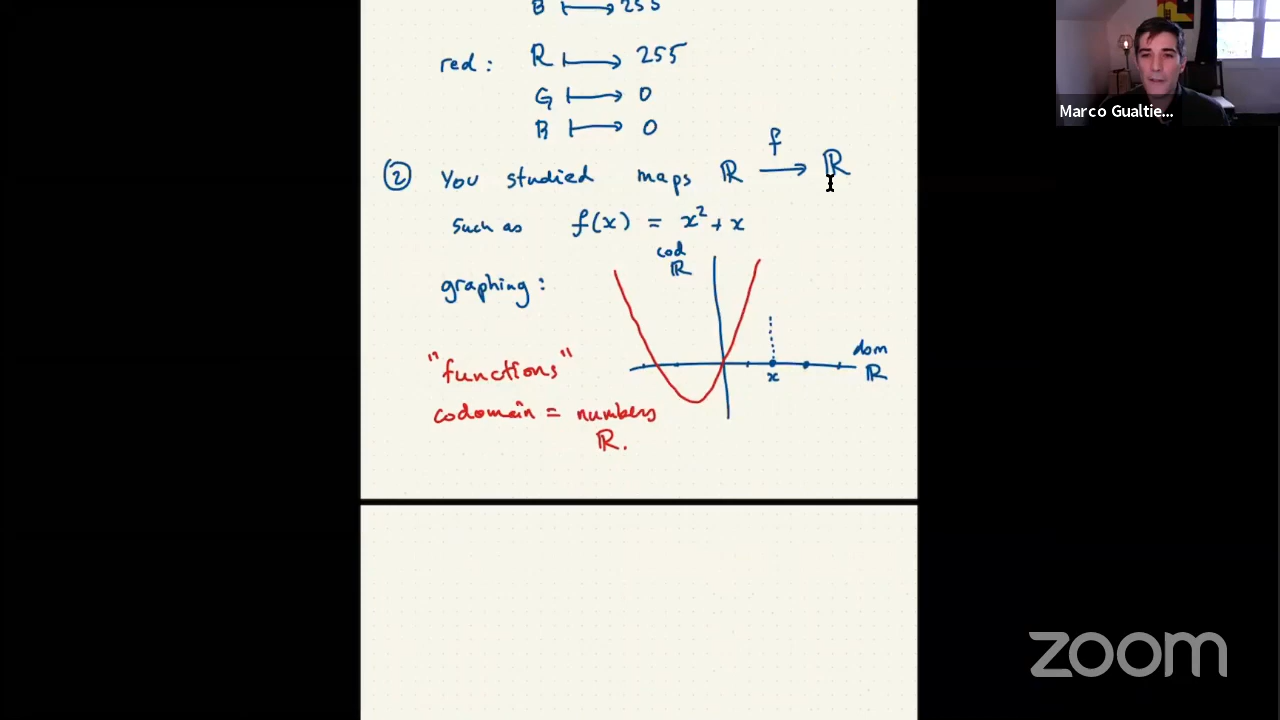 B ↦ 255
red : R ↦ 255
G ↦ 0
B ↦ 0
② You studied maps ℝ f⟶ ℝ
such as f(x) = x² + x
cod
ℝ
graphing :
dom
ℝ
x
"functions"
codomain = numbers
ℝ.
Marco Gualtie...
zoom